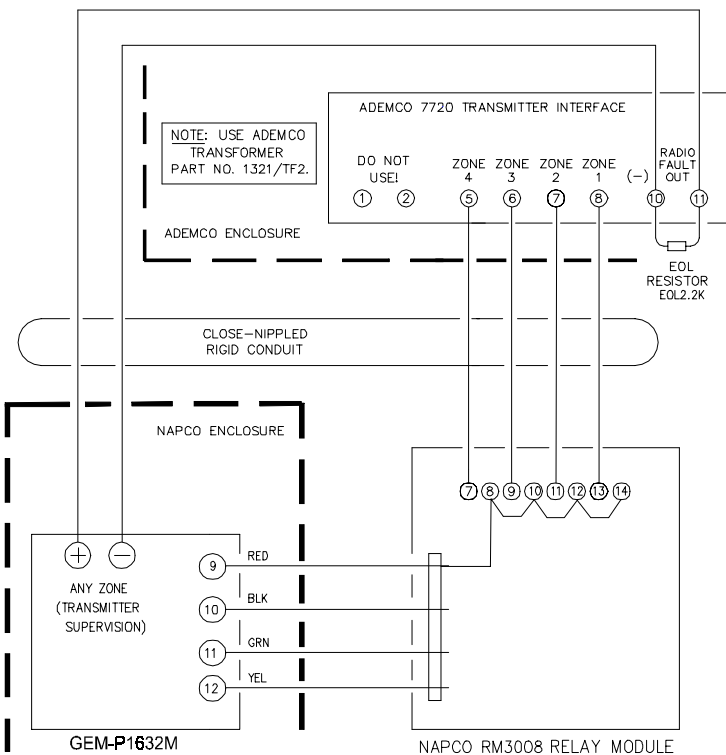 ADEMCO 7720 TRANSMITTER INTERFACE
NOTE: USE ADEMCO
TRANSFORMER
PART NO. 1321/TF2.
DO NOT
USE!
1 2
ZONE ZONE ZONE ZONE
4 3 2 1
(-)
RADIO
FAULT
OUT
5 6 7 8 10 11
ADEMCO ENCLOSURE
EOL
RESISTOR
EOL2.2K
CLOSE-NIPPLED
RIGID CONDUIT
NAPCO ENCLOSURE
7 8 9 10 11 12 13 14
+ −
ANY ZONE
(TRANSMITTER
SUPERVISION)
9 RED
10 BLK
11 GRN
12 YEL
GEM-P1632M
NAPCO RM3008 RELAY MODULE